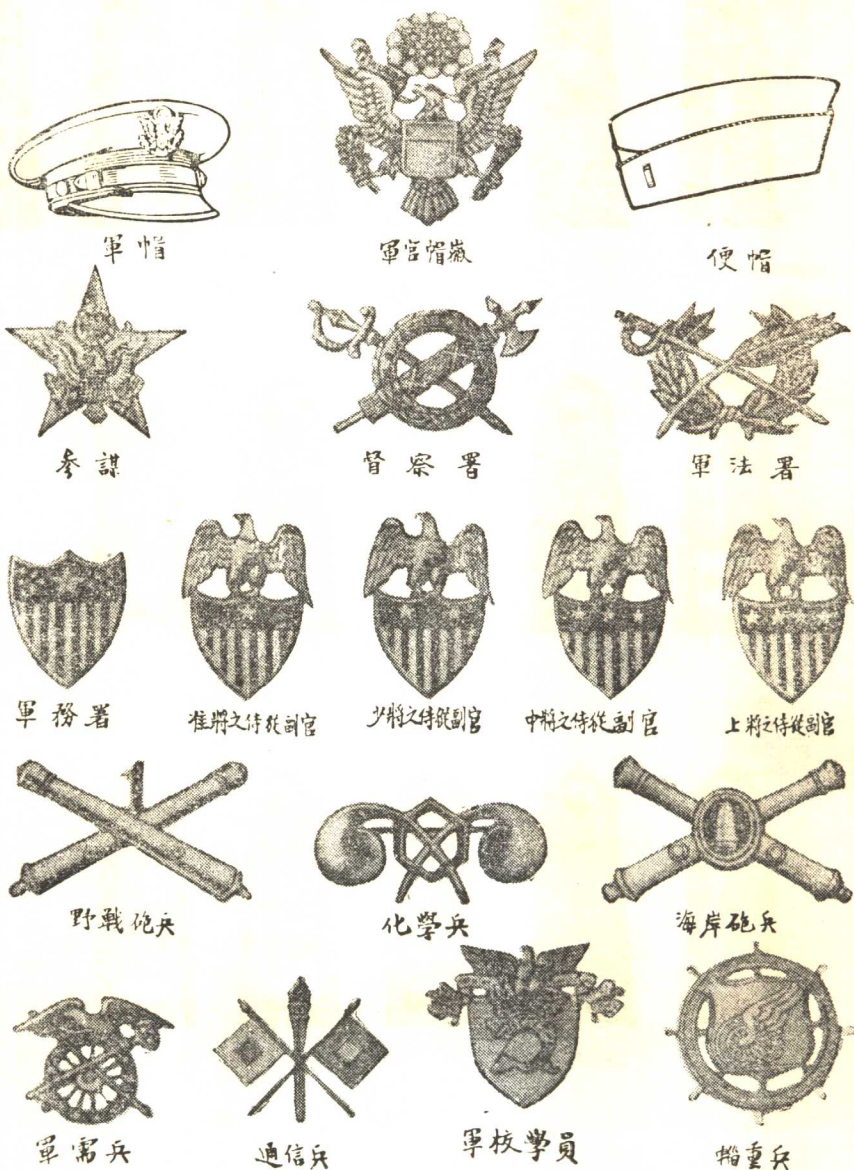 軍帽
軍官帽徽
便帽
參謀
督察署
軍法署
軍務署
准將之侍從副官
少將之侍從副官
中將之侍從副官
上將之侍從副官
野戰砲兵
化學兵
海岸砲兵
軍需兵
通信兵
軍校學員
輜重兵